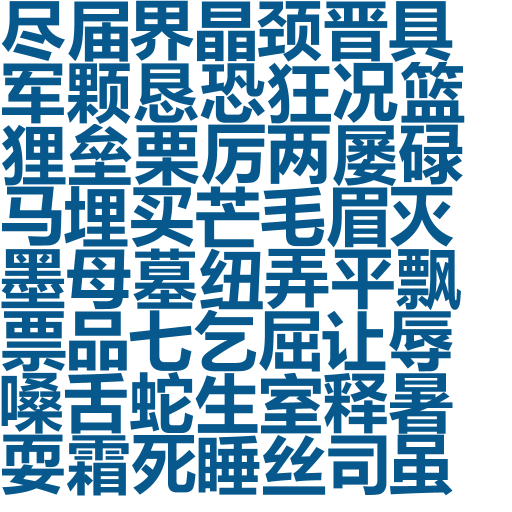 尽届界晶颈晋具
军颗恳恐狂况篮
狸垒栗厉两屡碌
马埋买芒毛眉灭
墨母墓纽弄平飘
票品七乞屈让辱
嗓舌蛇生室释暑
耍霜死睡丝司虽